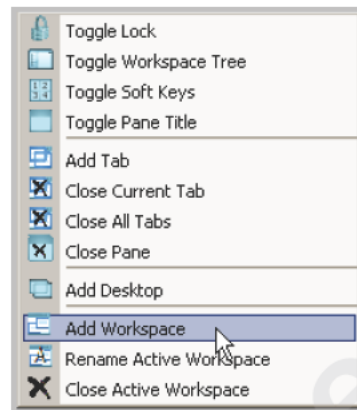 Toggle Lock
Toggle Workspace Tree
Toggle Soft Keys
Toggle Pane Title
Add Tab
Close Current Tab
Close All Tabs
Close Pane
Add Desktop
Add Workspace
Rename Active Workspace
Close Active Workspace